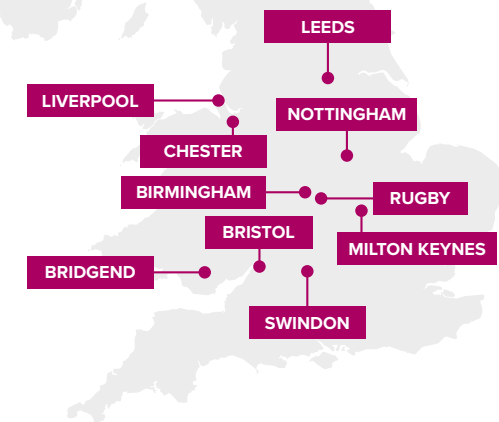 LEEDS
LIVERPOOL
NOTTINGHAM
CHESTER
BIRMINGHAM
RUGBY
BRISTOL
MILTON KEYNES
BRIDGEND
SWINDON